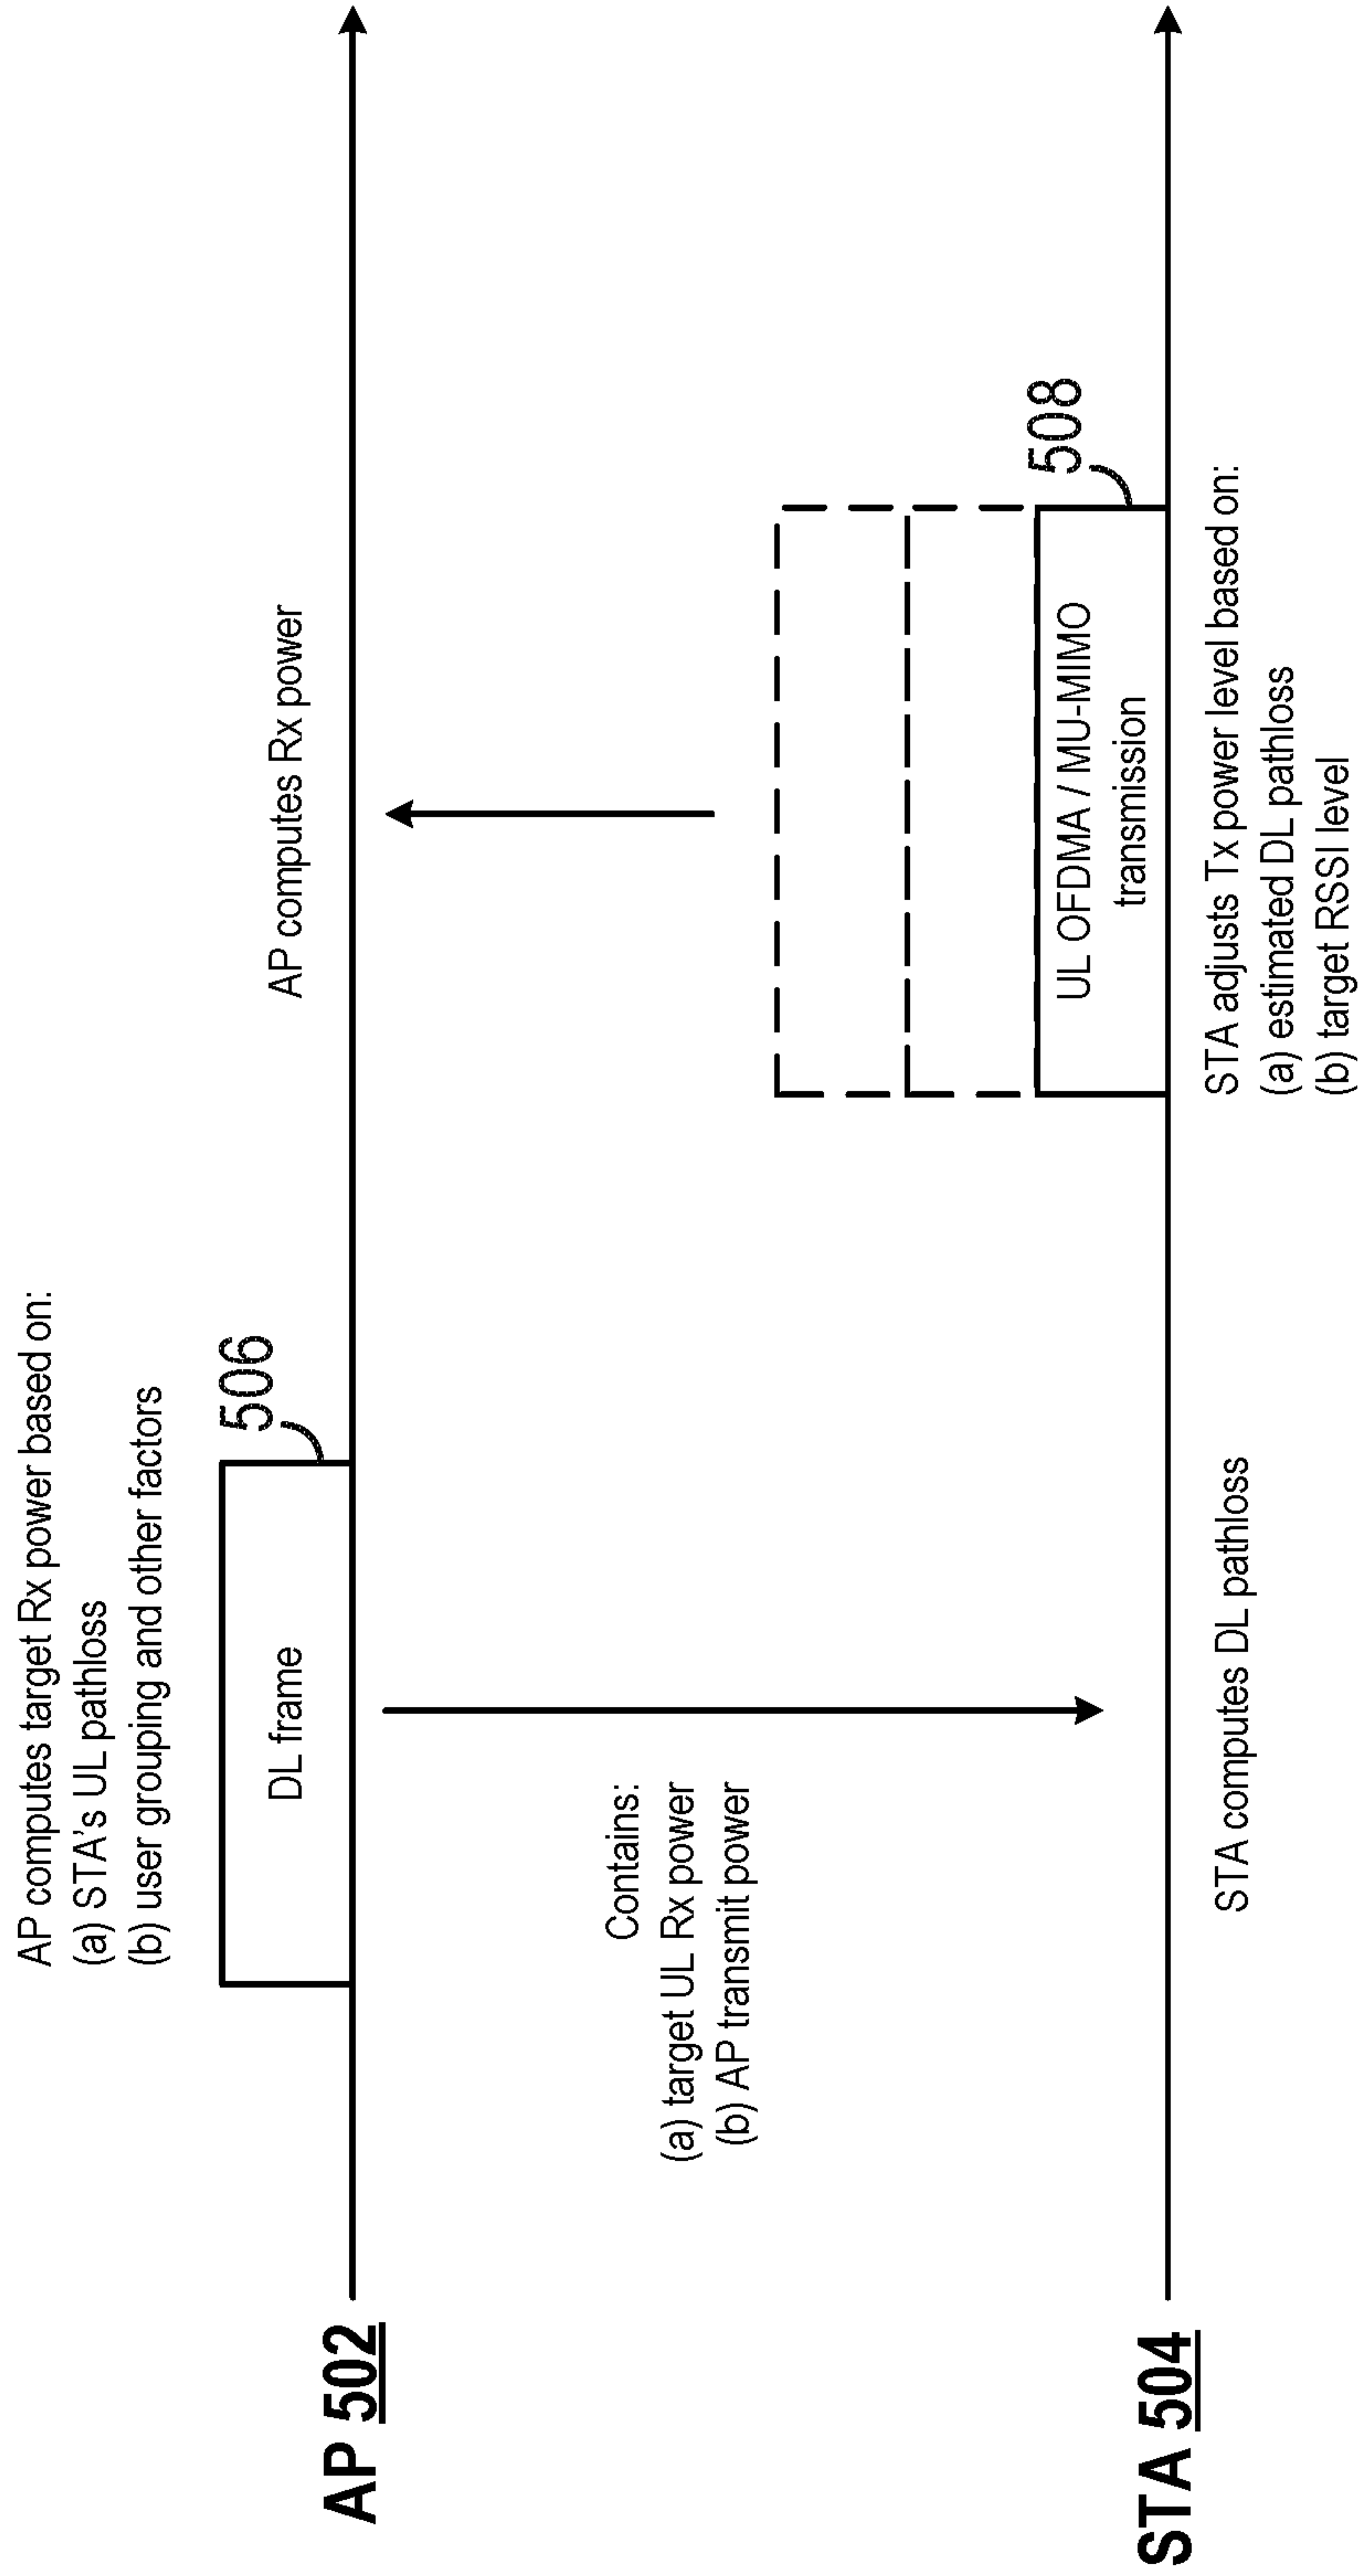 AP computes target Rx power based on:
(a) STA's UL pathloss
(b) user grouping and other factors
506
DL frame
AP 502
AP computes Rx power
Contains:
(a) target UL Rx power
(b) AP transmit power
508
UL OFDMA / MU-MIMO
transmission
STA 504
STA computes DL pathloss
STA adjusts Tx power level based on:
(a) estimated DL pathloss
(b) target RSSI level